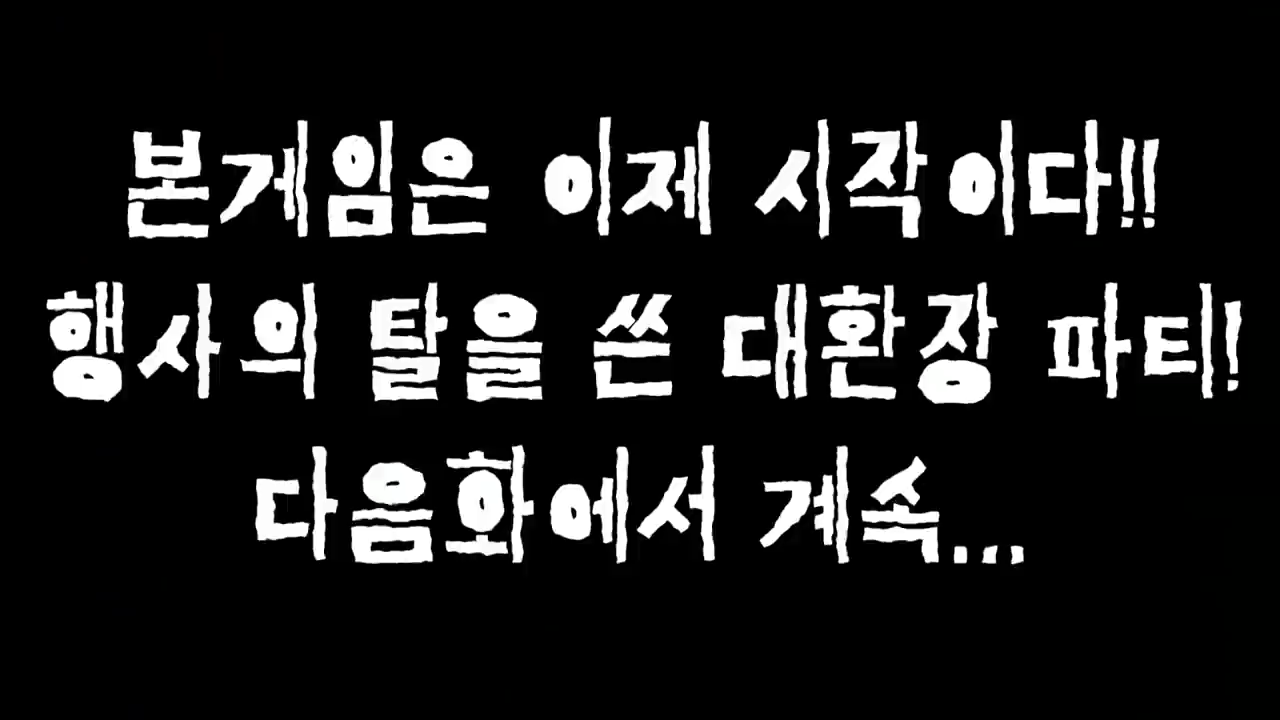 본게임은 이제 시작이다!!
행사의 탈을 쓴 대환장 파티!
다음화에서 계속...